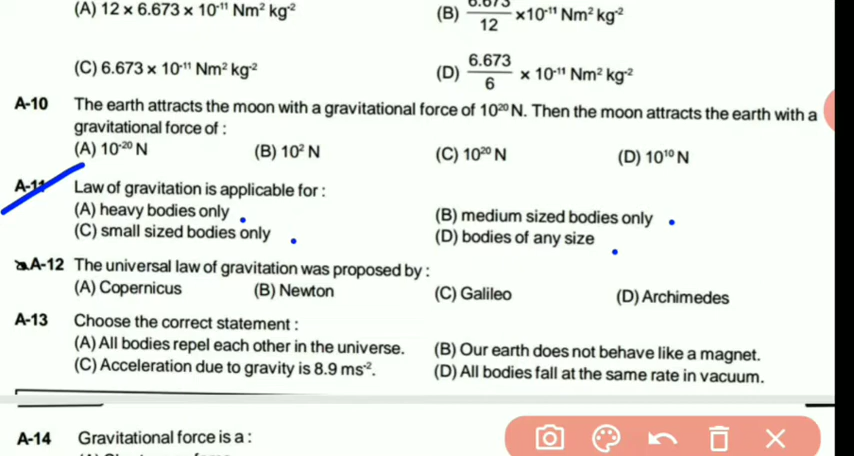 (A) 12 × 6.673 × 10⁻¹¹ Nm² kg⁻² (B) 6.673/12 ×10⁻¹¹ Nm² kg⁻²
(C) 6.673 × 10⁻¹¹ Nm² kg⁻² (D) 6.673/6 × 10⁻¹¹ Nm² kg⁻²
A-10 The earth attracts the moon with a gravitational force of 10²⁰ N. Then the moon attracts the earth with a
gravitational force of :
(A) 10⁻²⁰ N (B) 10² N (C) 10²⁰ N (D) 10¹⁰ N
A-11 Law of gravitation is applicable for :
(A) heavy bodies only (B) medium sized bodies only
(C) small sized bodies only (D) bodies of any size
A-12 The universal law of gravitation was proposed by :
(A) Copernicus (B) Newton (C) Galileo (D) Archimedes
A-13 Choose the correct statement :
(A) All bodies repel each other in the universe. (B) Our earth does not behave like a magnet.
(C) Acceleration due to gravity is 8.9 ms⁻². (D) All bodies fall at the same rate in vacuum.
A-14 Gravitational force is a :